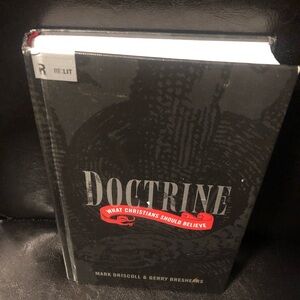 R
RE:LIT
DOCTRINE
WHAT CHRISTIANS SHOULD BELIEVE
MARK DRISCOLL & GERRY BRESHEARS